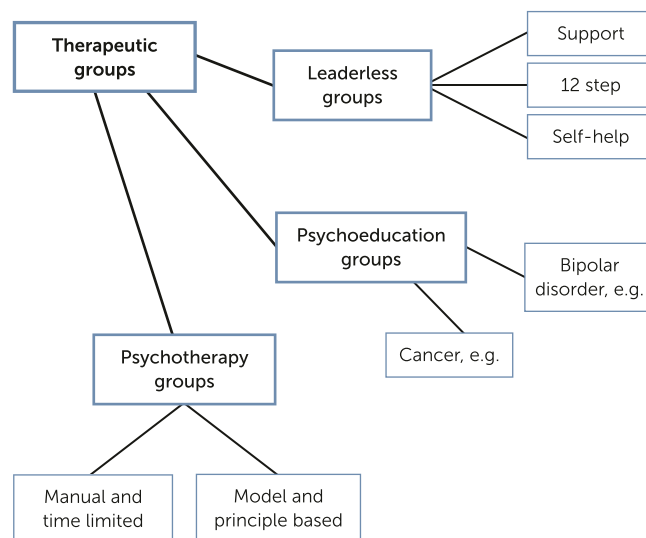 Therapeutic
groups
Leaderless
groups
Support
12 step
Self-help
Psychoeducation
groups
Bipolar
disorder, e.g.
Cancer, e.g.
Psychotherapy
groups
Manual and
time limited
Model and
principle based